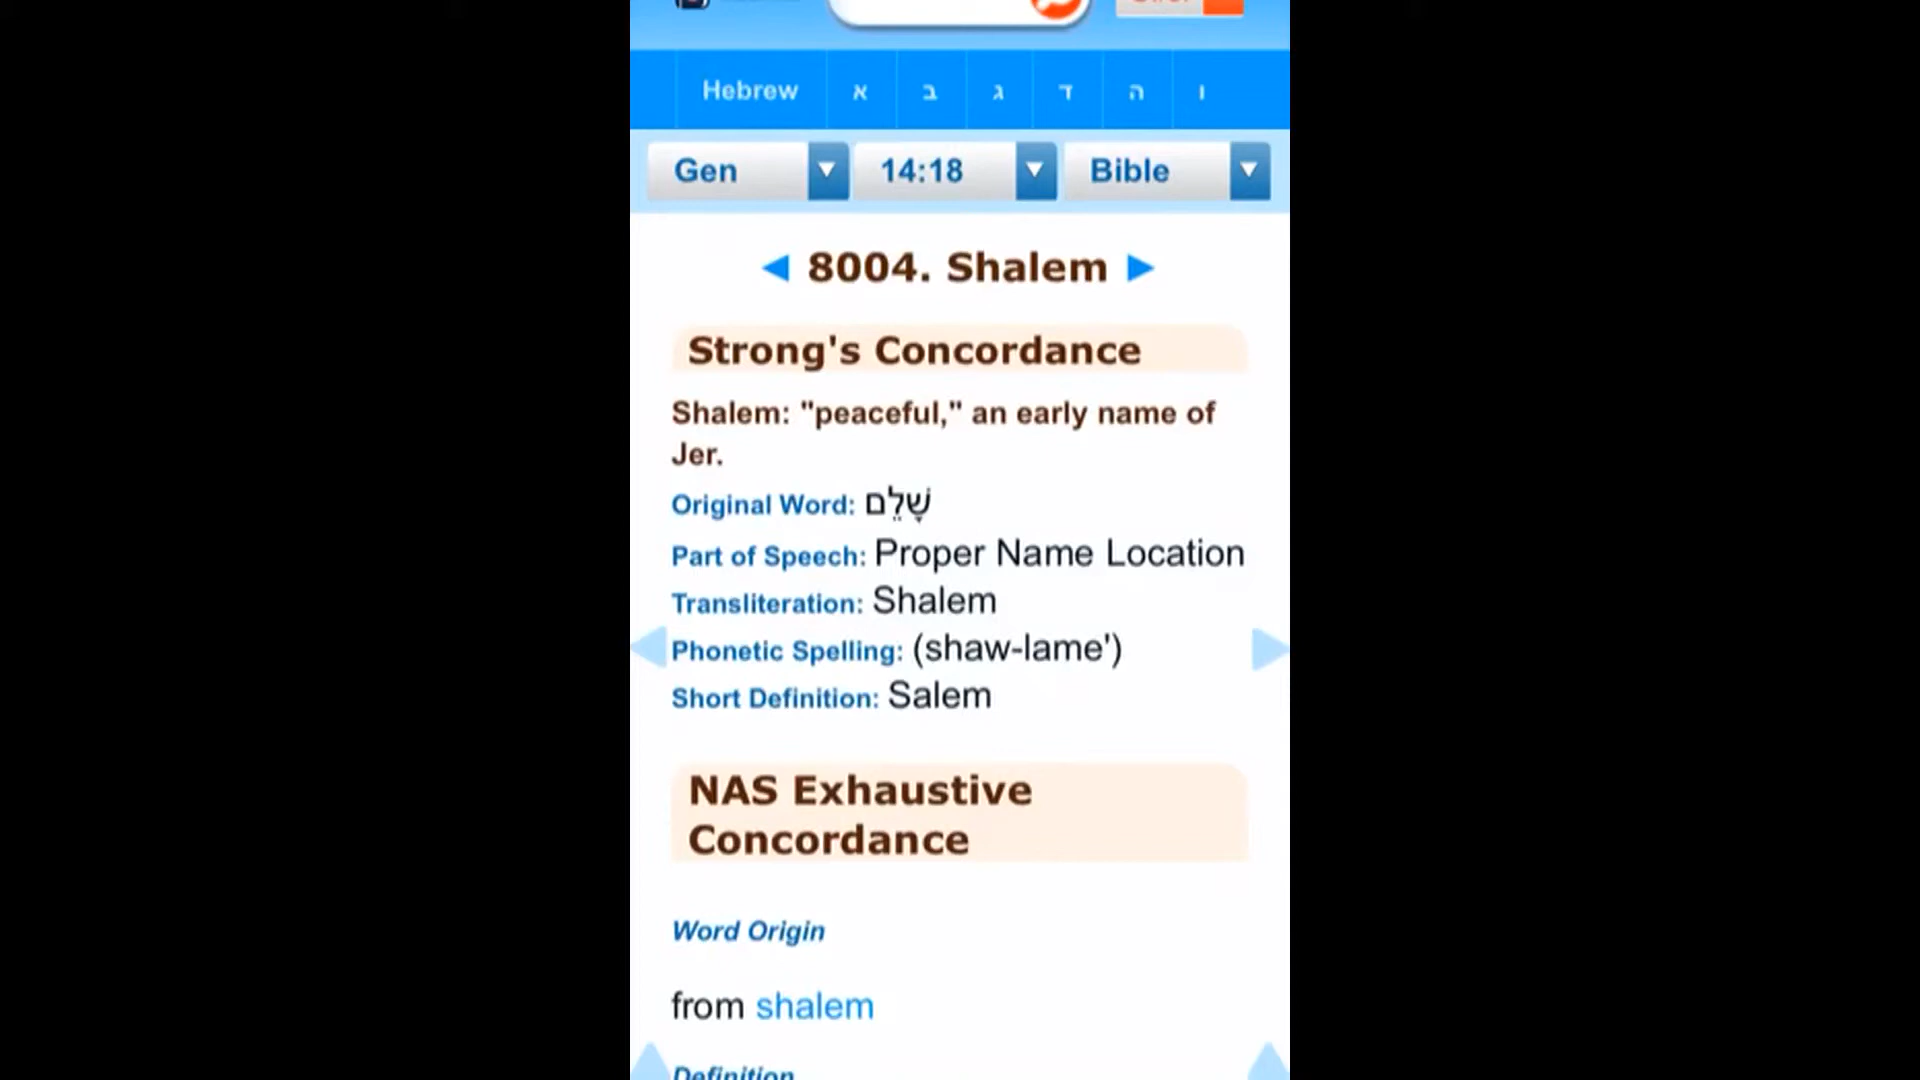 Hebrew א ב ג ד ה ו
Gen 14:18 Bible
8004. Shalem
Strong's Concordance
Shalem: "peaceful," an early name of
Jer.
Original Word: שָׁלֵם
Part of Speech: Proper Name Location
Transliteration: Shalem
Phonetic Spelling: (shaw-lame')
Short Definition: Salem
NAS Exhaustive
Concordance
Word Origin
from shalem
Definition